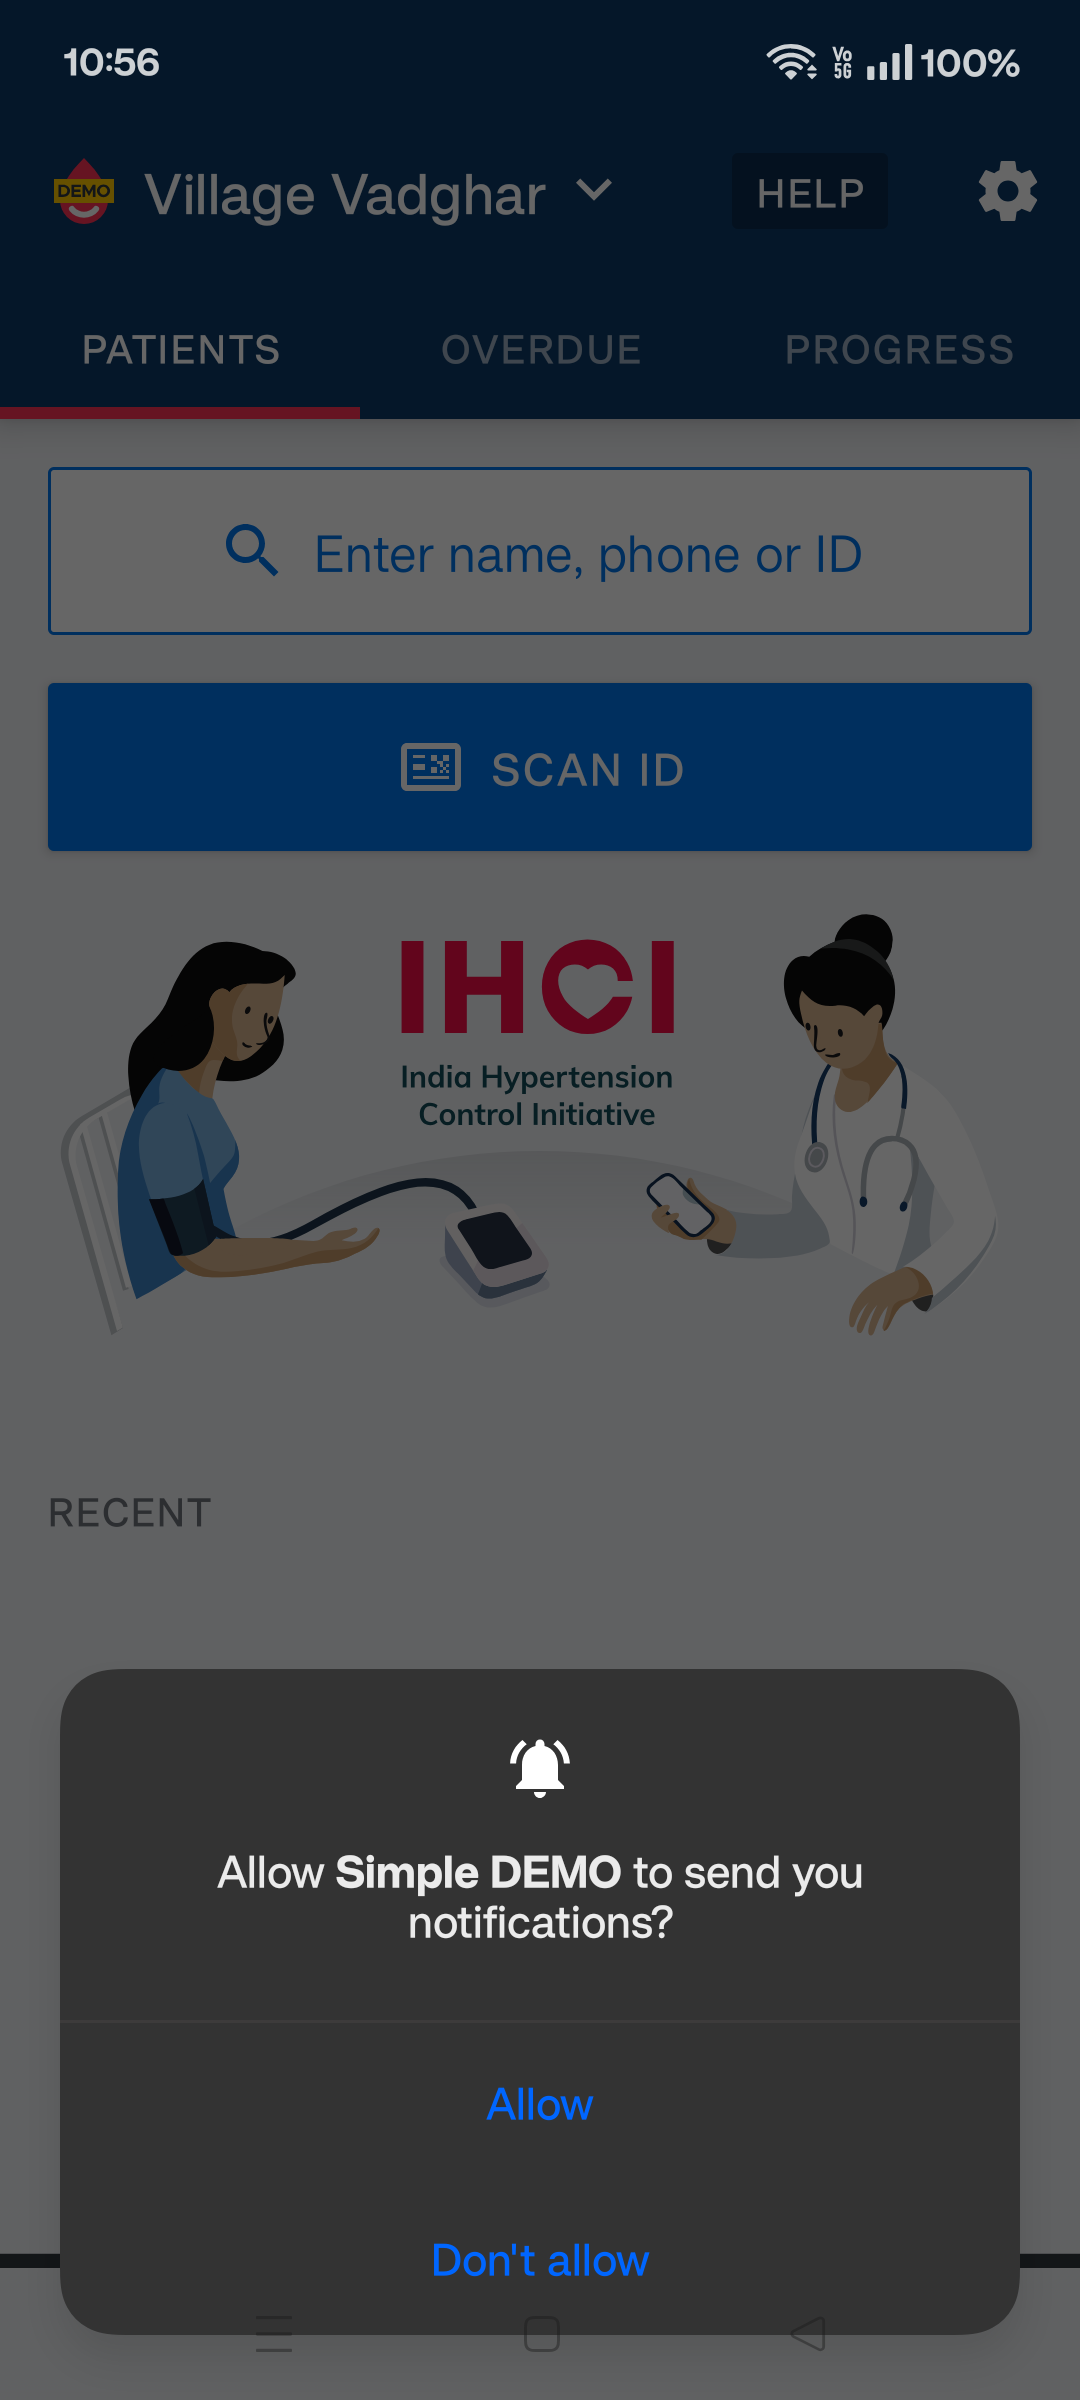 10:56
Vo
5G
100%
DEMO
Village Vadghar
HELP
PATIENTS
OVERDUE
PROGRESS
Enter name, phone or ID
SCAN ID
IHCI
India Hypertension
Control Initiative
RECENT
Allow Simple DEMO to send you
notifications?
Allow
Don't allow